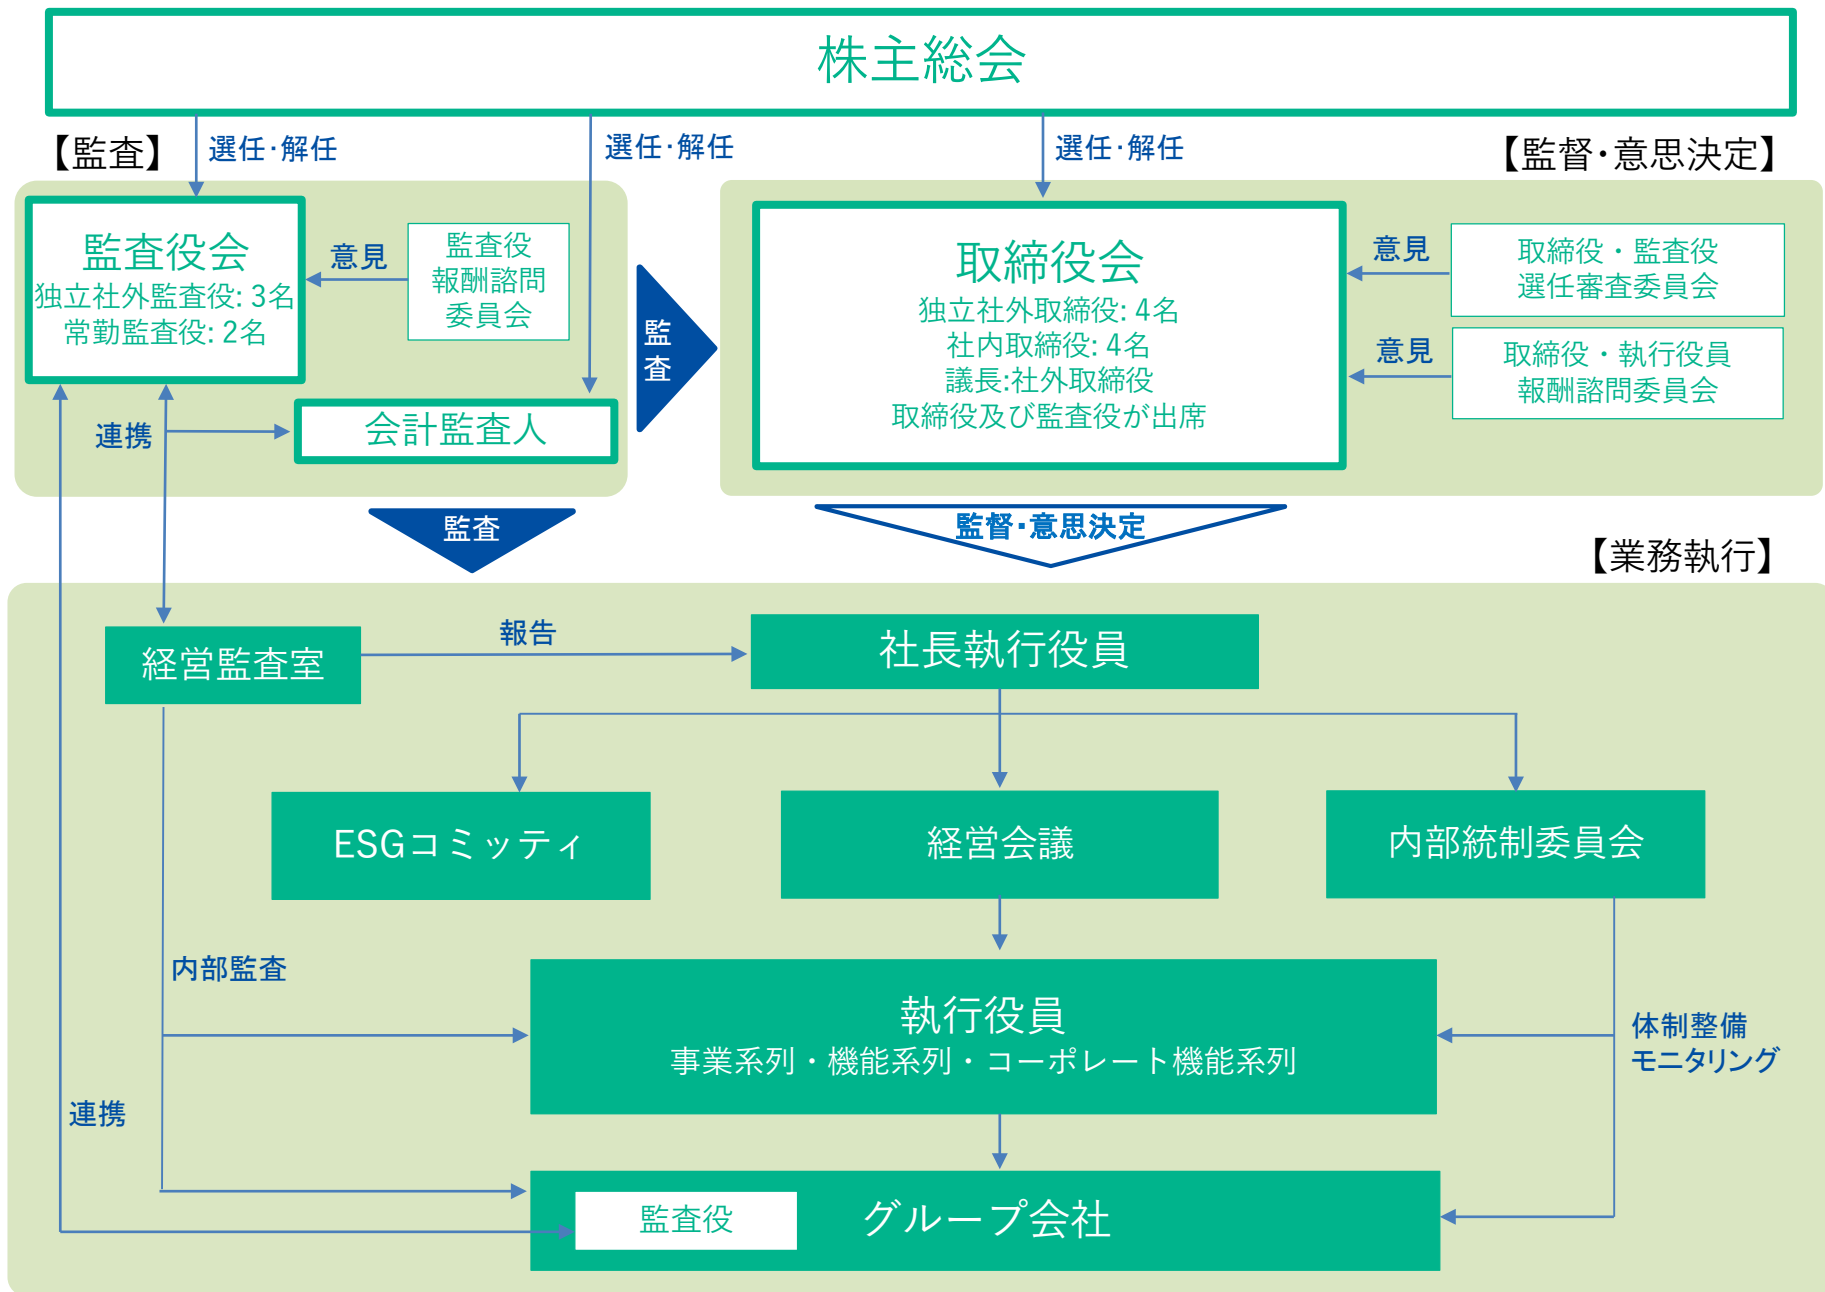 株主総会
【監査】
選任･解任
選任･解任
選任･解任
【監督･意思決定】
監査役会
独立社外監査役: 3名
常勤監査役: 2名
意見
監査役
報酬諮問
委員会
連携
会計監査人
監
査
取締役会
独立社外取締役: 4名
社内取締役: 4名
議長:社外取締役
取締役及び監査役が出席
意見
取締役・監査役
選任審査委員会
意見
取締役・執行役員
報酬諮問委員会
監査
監督･意思決定
【業務執行】
経営監査室
報告
社長執行役員
ESGコミッティ
経営会議
内部統制委員会
内部監査
執行役員
事業系列・機能系列・コーポレート機能系列
体制整備
モニタリング
連携
監査役
グループ会社